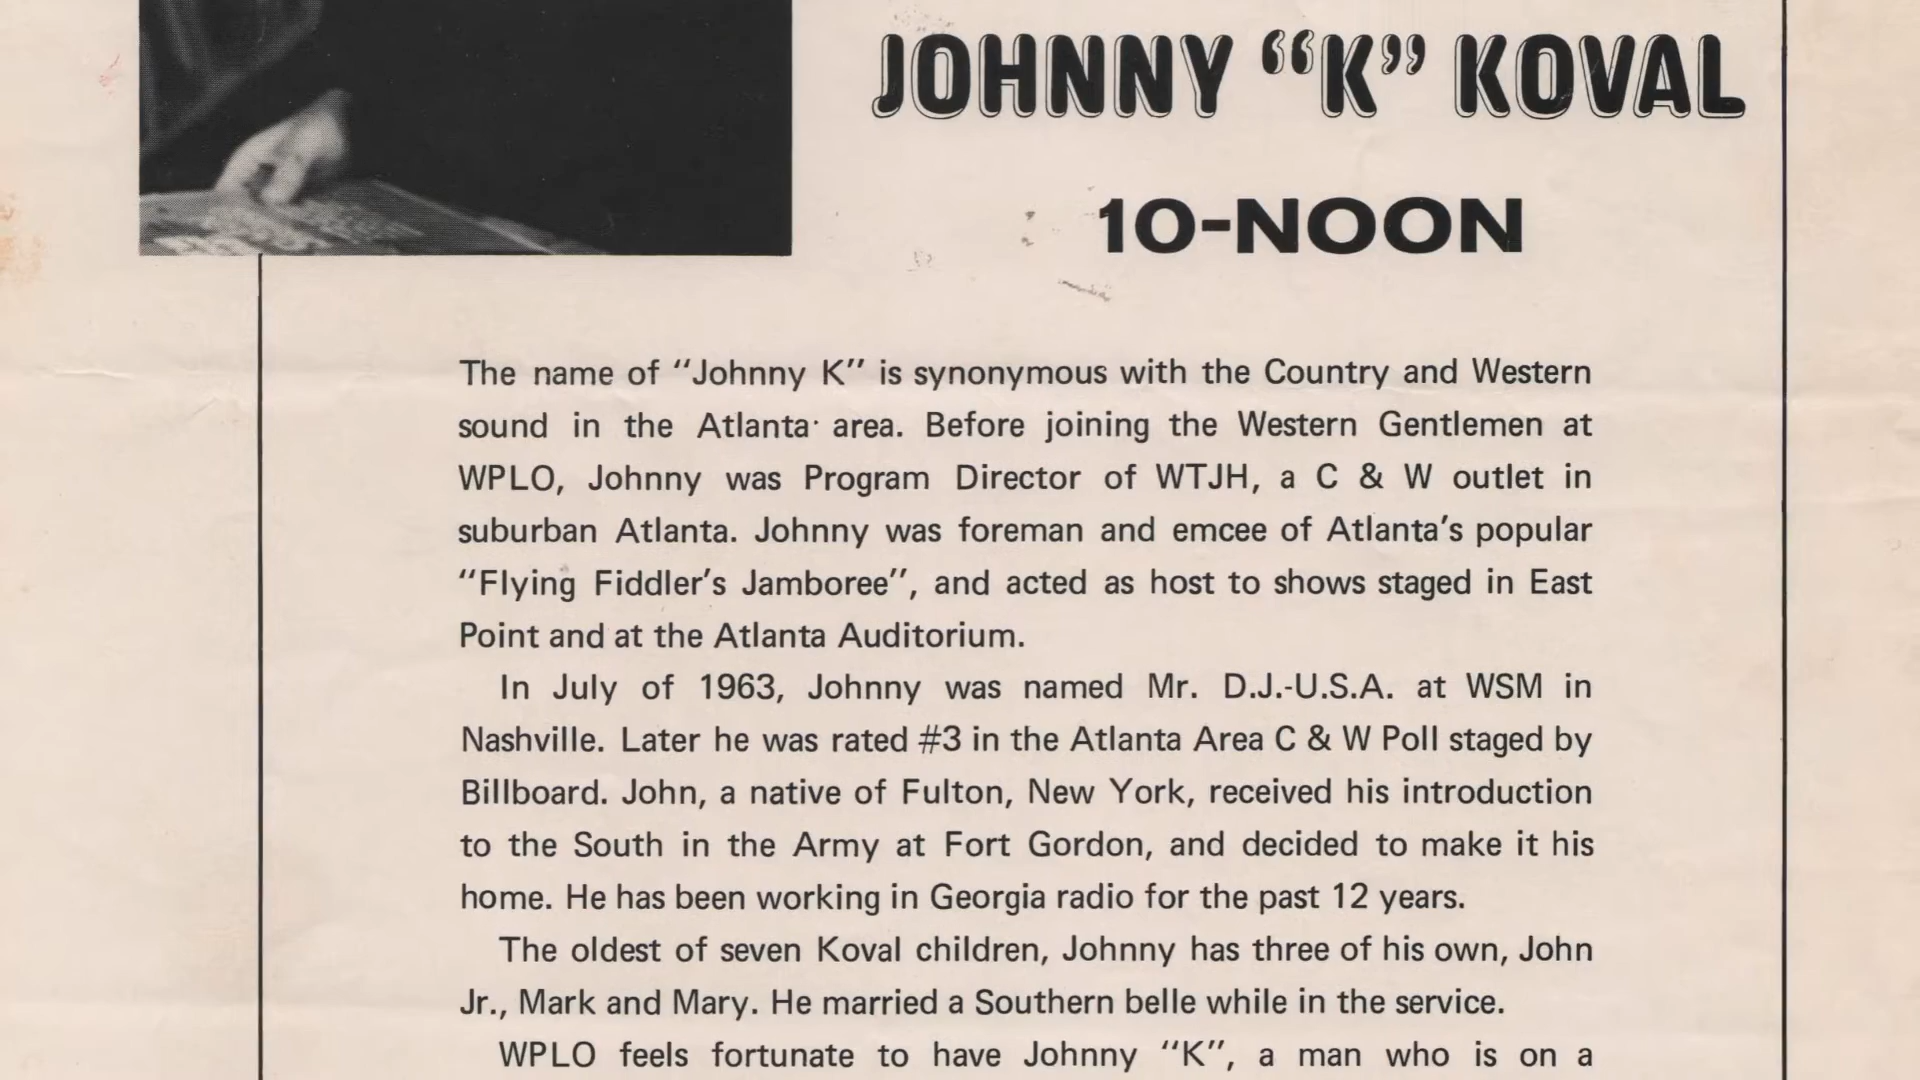 JOHNNY “K” KOVAL
10-NOON
The name of “Johnny K” is synonymous with the Country and Western
sound in the Atlanta area. Before joining the Western Gentlemen at
WPLO, Johnny was Program Director of WTJH, a C & W outlet in
suburban Atlanta. Johnny was foreman and emcee of Atlanta’s popular
“Flying Fiddler’s Jamboree”, and acted as host to shows staged in East
Point and at the Atlanta Auditorium.
In July of 1963, Johnny was named Mr. D.J.-U.S.A. at WSM in
Nashville. Later he was rated #3 in the Atlanta Area C & W Poll staged by
Billboard. John, a native of Fulton, New York, received his introduction
to the South in the Army at Fort Gordon, and decided to make it his
home. He has been working in Georgia radio for the past 12 years.
The oldest of seven Koval children, Johnny has three of his own, John
Jr., Mark and Mary. He married a Southern belle while in the service.
WPLO feels fortunate to have Johnny “K”, a man who is on a